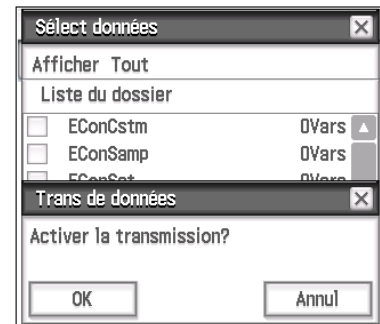 Sélect données
Afficher Tout
Liste du dossier
EConCstm 0Vars
EConSamp 0Vars
Trans de données
Activer la transmission?
OK Annul